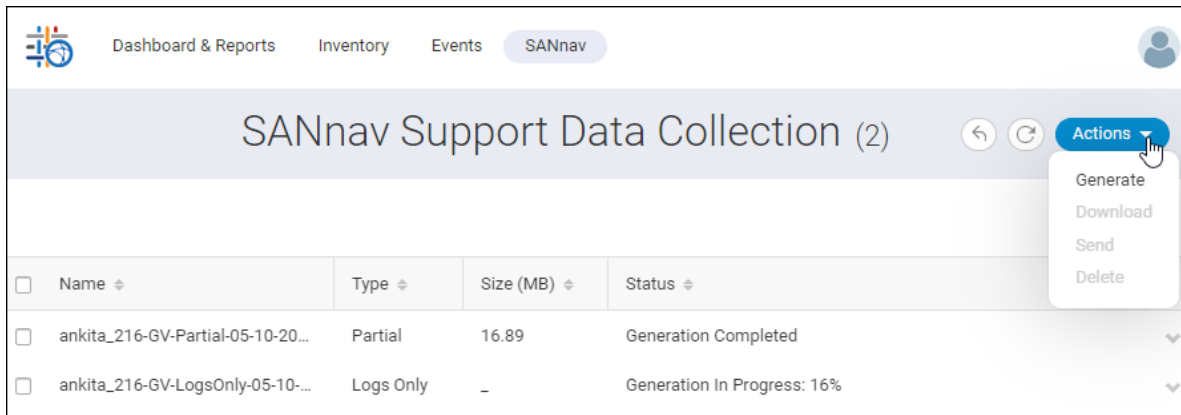 Dashboard & Reports Inventory Events SANnav
SANnav Support Data Collection (2) Actions
Generate
Download
Send
Delete
Name Type Size (MB) Status
ankita_216-GV-Partial-05-10-20... Partial 16.89 Generation Completed
ankita_216-GV-LogsOnly-05-10-... Logs Only _ Generation In Progress: 16%